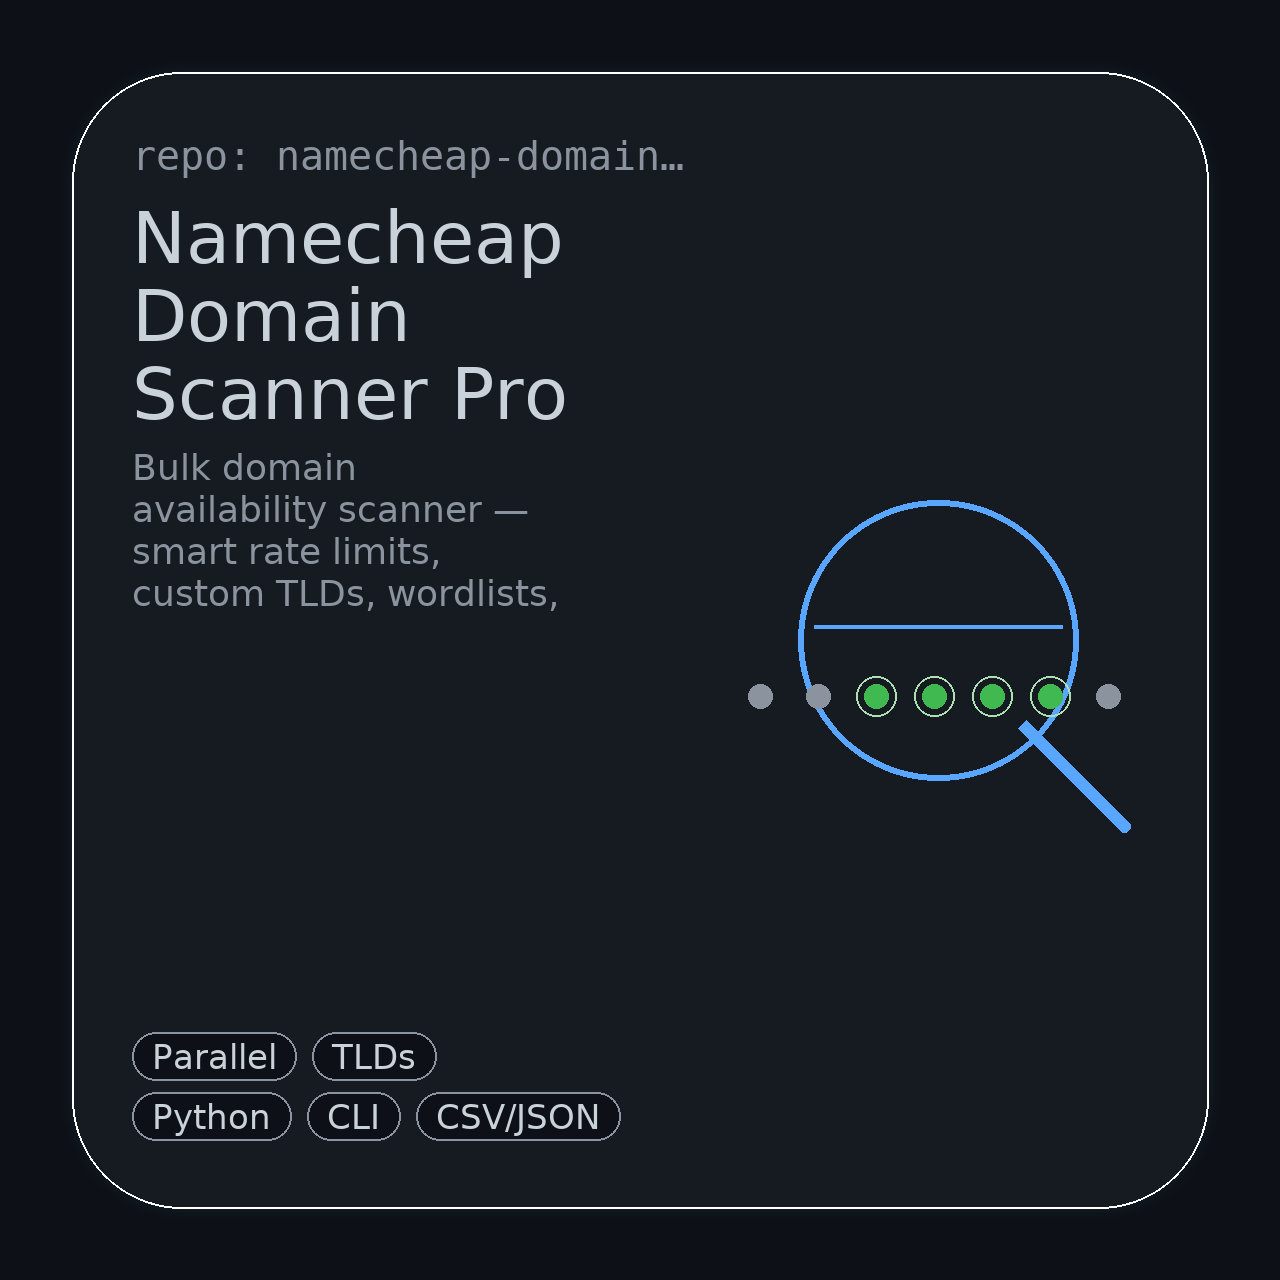 repo: namecheap-domain…
Namecheap
Domain
Scanner Pro
Bulk domain
availability scanner —
smart rate limits,
custom TLDs, wordlists,
Parallel TLDs
Python CLI CSV/JSON